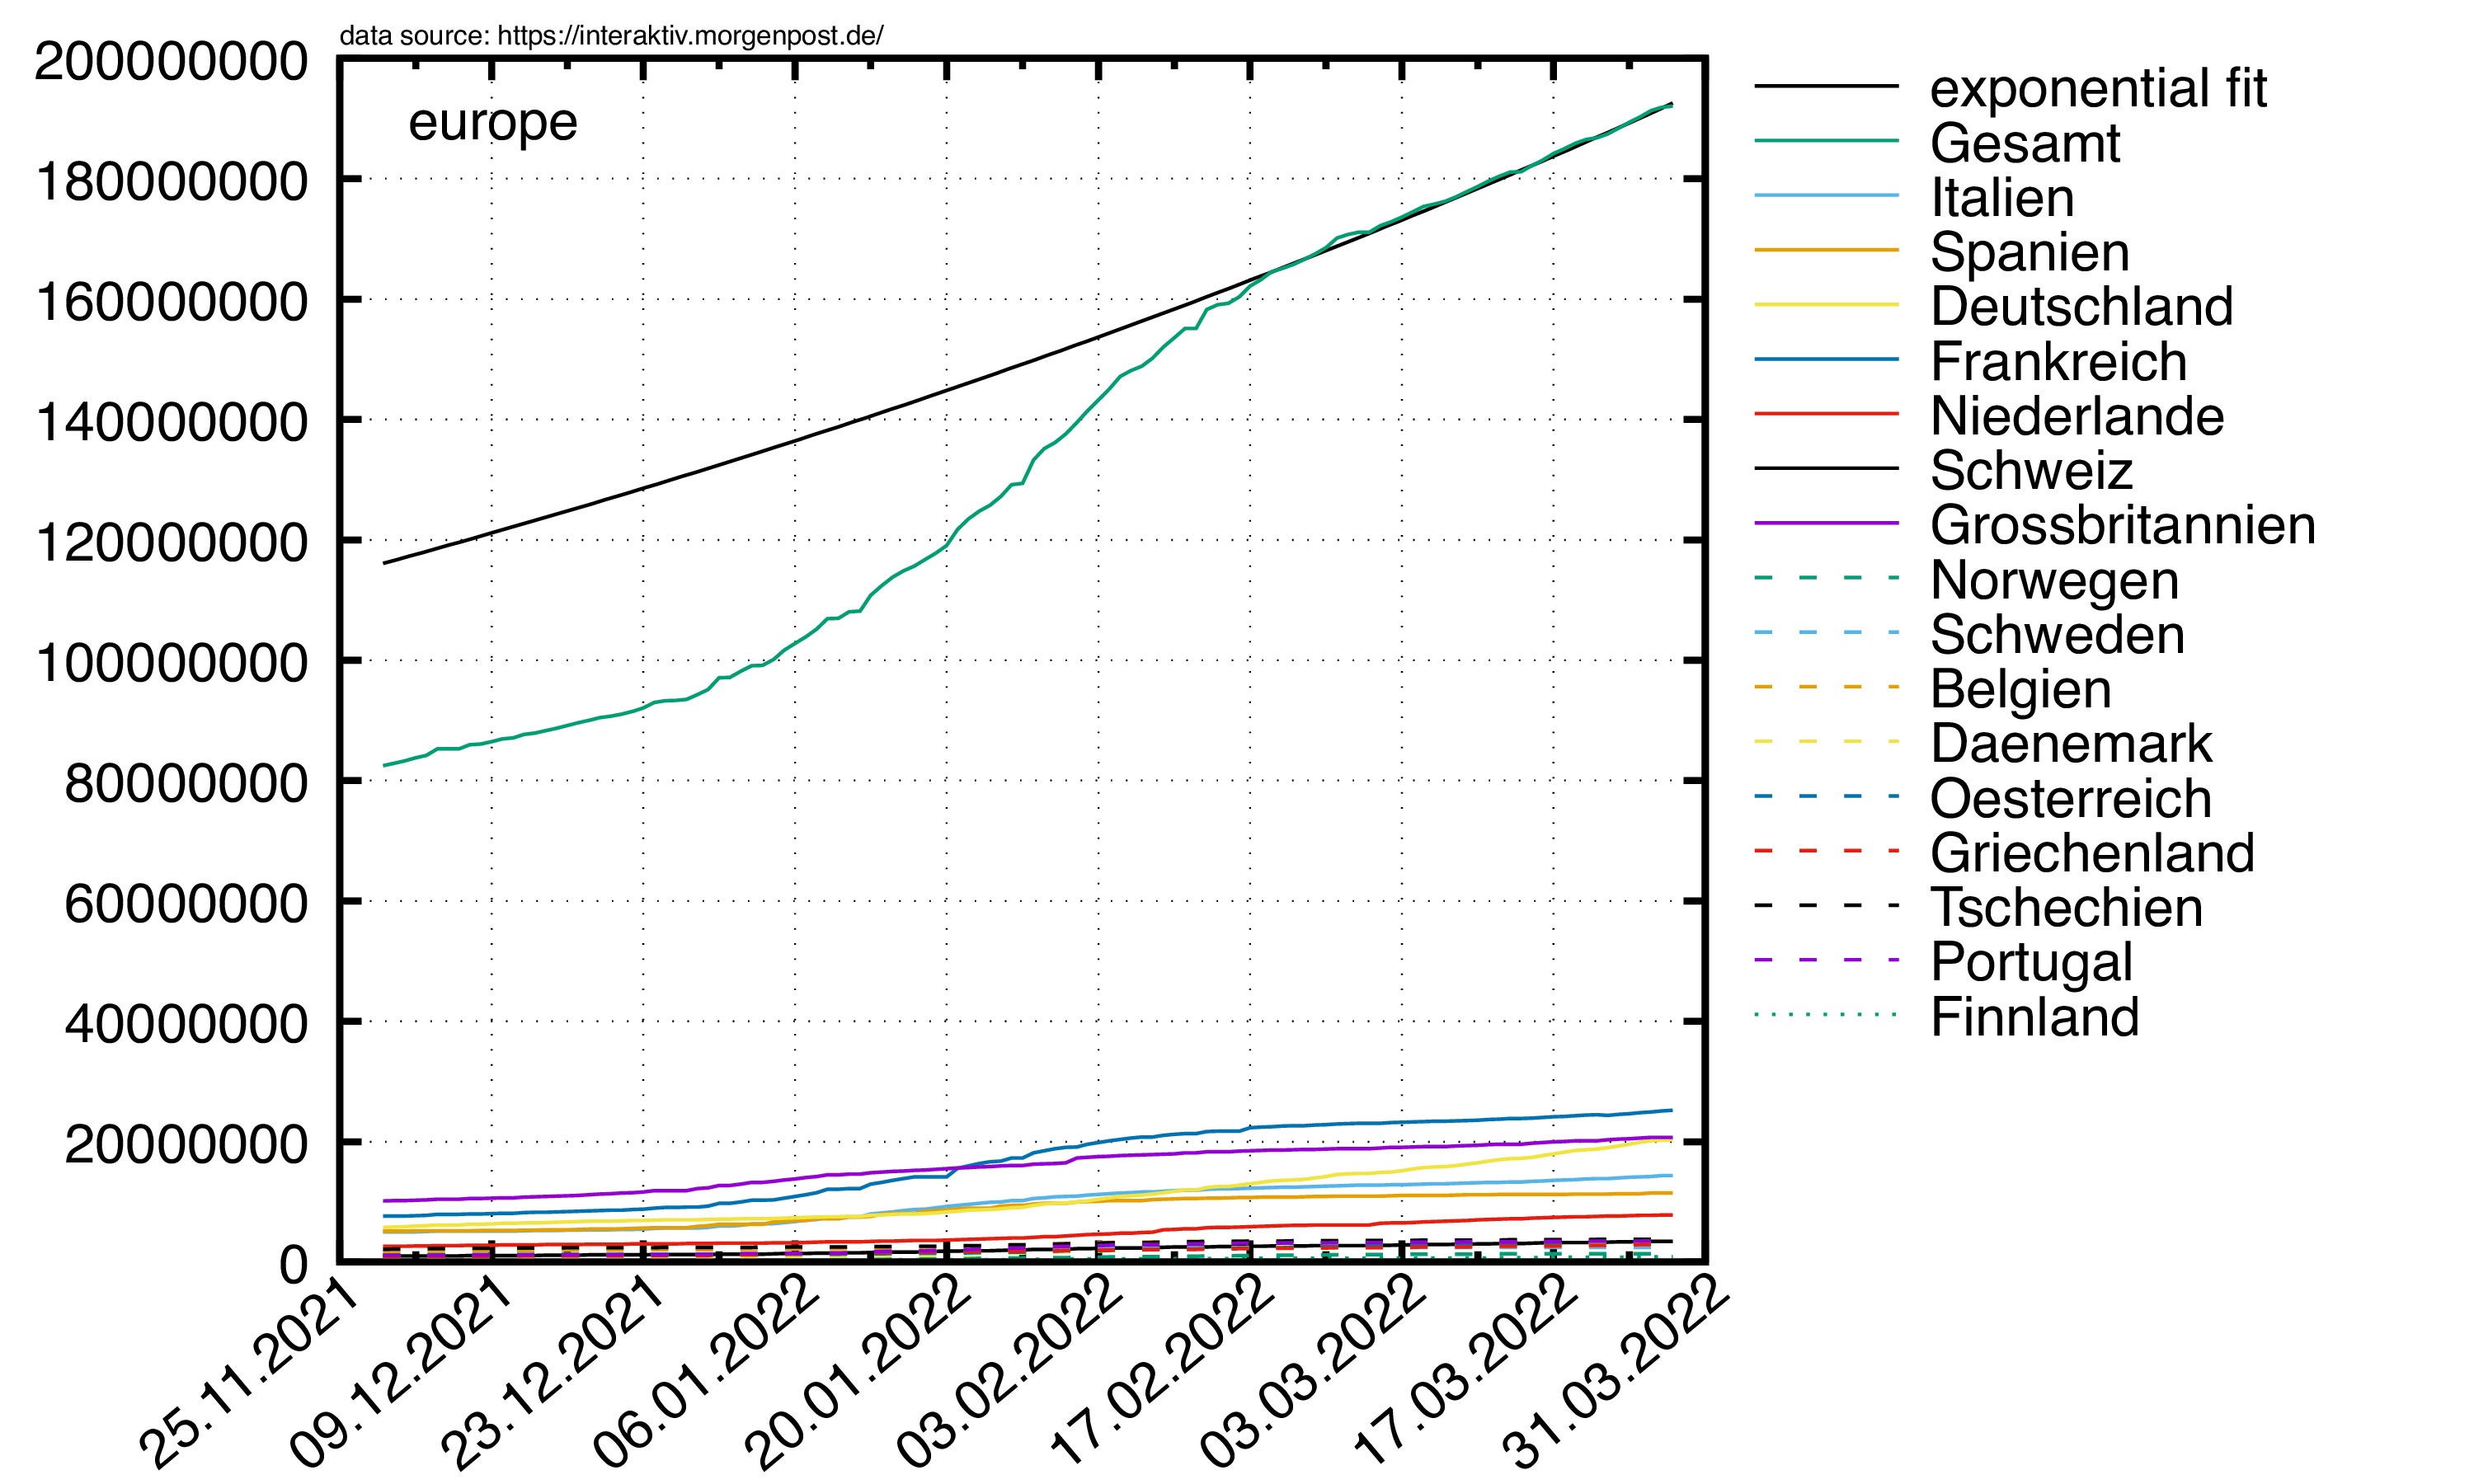 data source: https://interaktiv.morgenpost.de/
200000000
180000000
160000000
140000000
120000000
100000000
80000000
60000000
40000000
20000000
0
europe
25.11.2021
09.12.2021
23.12.2021
06.01.2022
20.01.2022
03.02.2022
17.02.2022
03.03.2022
17.03.2022
31.03.2022
exponential fit
Gesamt
Italien
Spanien
Deutschland
Frankreich
Niederlande
Schweiz
Grossbritannien
Norwegen
Schweden
Belgien
Daenemark
Oesterreich
Griechenland
Tschechien
Portugal
Finnland